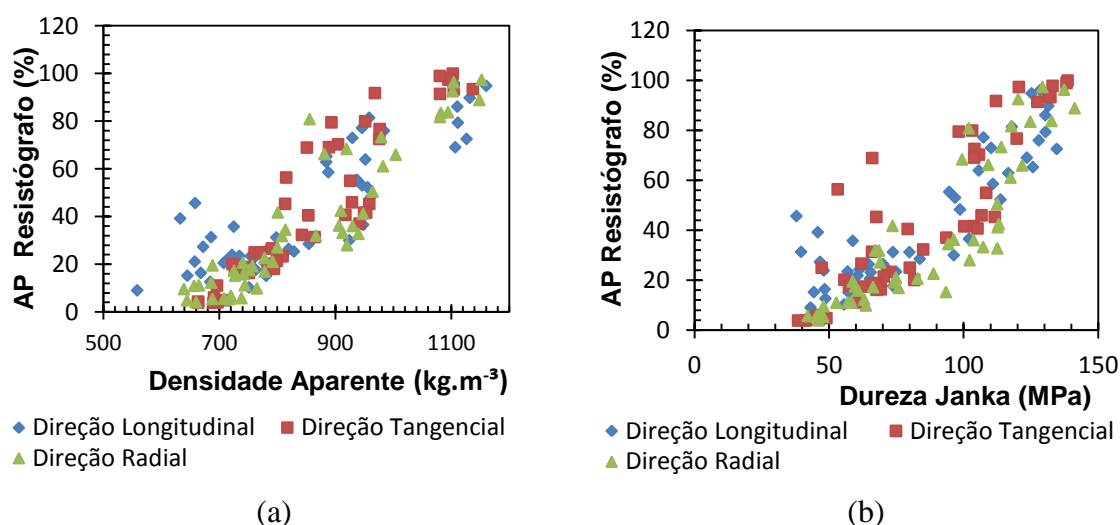 120
100
80
60
40
20
0
AP Resistógrafo (%)
500 700 900 1100
Densidade Aparente (kg.m⁻³)
Direção Longitudinal Direção Tangencial
Direção Radial
(a)
120
100
80
60
40
20
0
AP Resistógrafo (%)
0 50 100 150
Dureza Janka (MPa)
Direção Longitudinal Direção Tangencial
Direção Radial
(b)